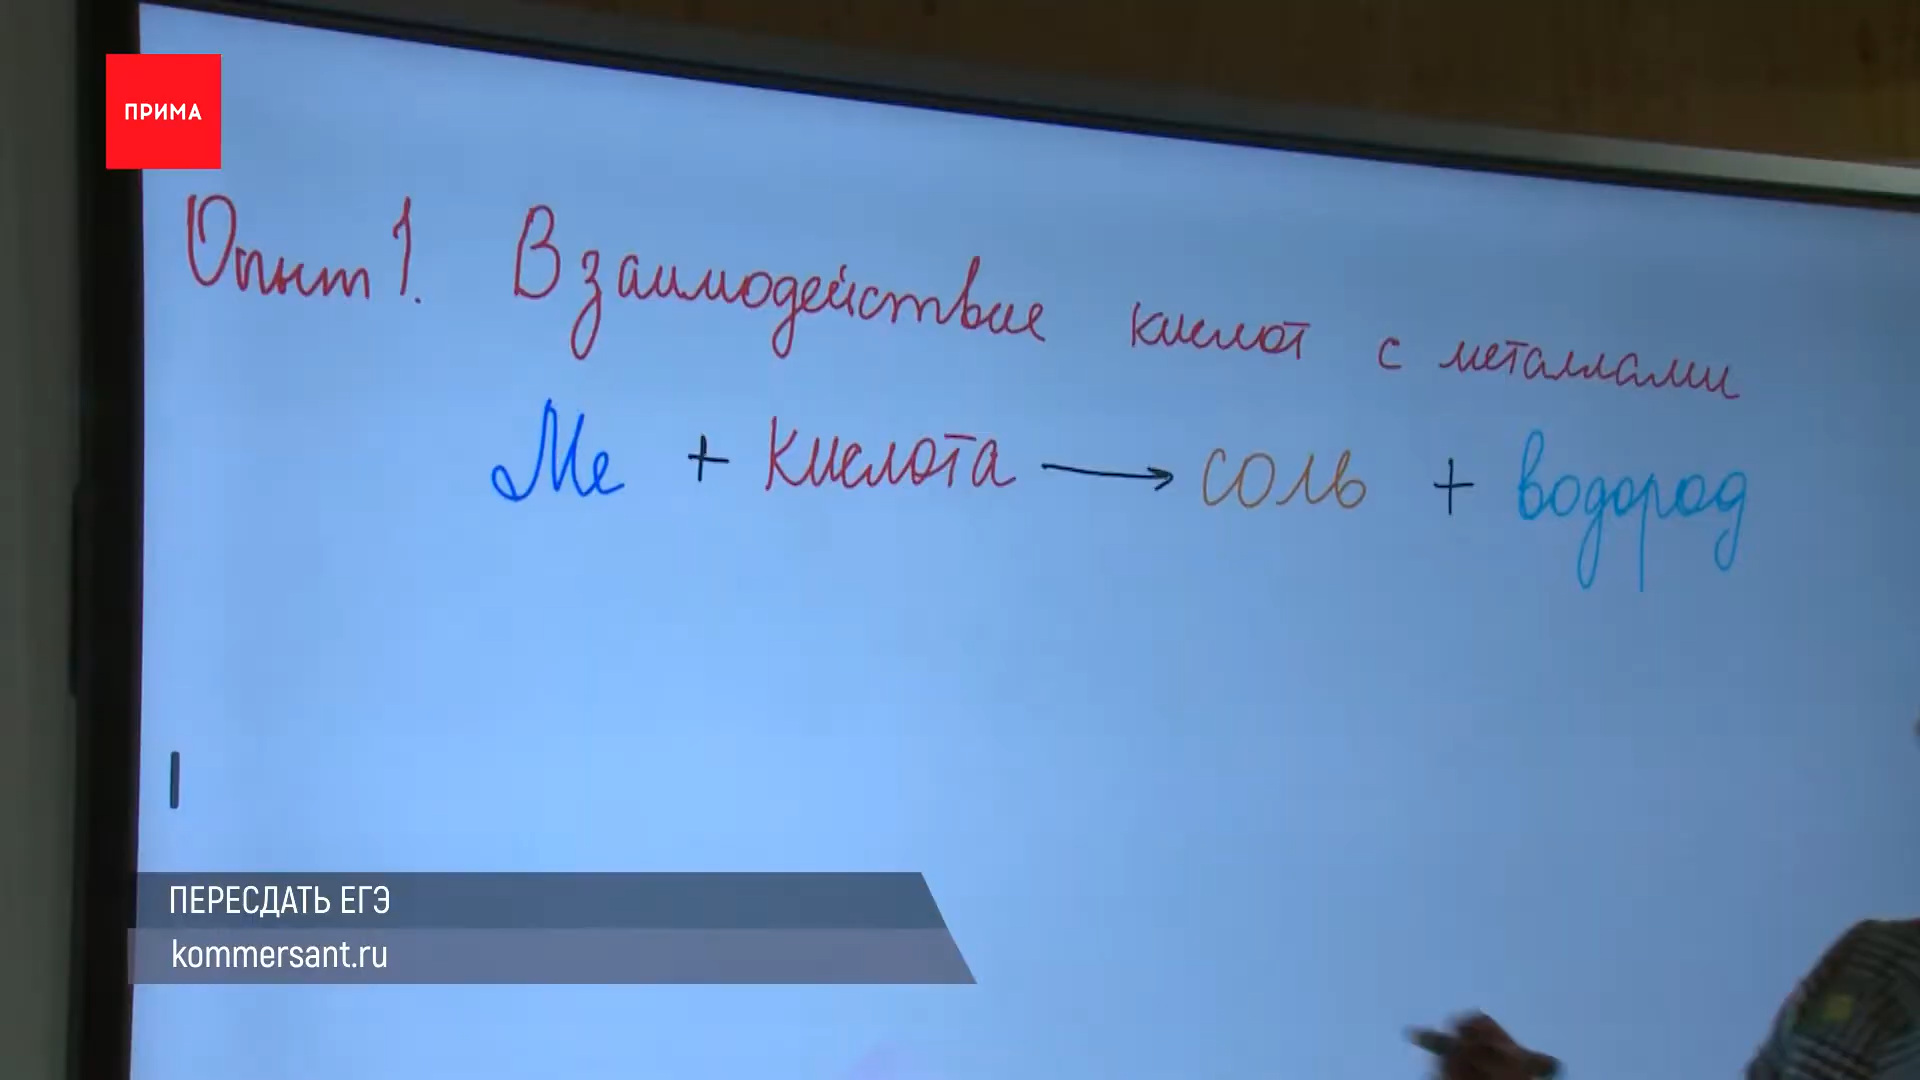 ПРИМА
Опыт 1. Взаимодействие кислот с металлами
Ме + кислота → соль + водород
ПЕРЕСДАТЬ ЕГЭ
kommersant.ru